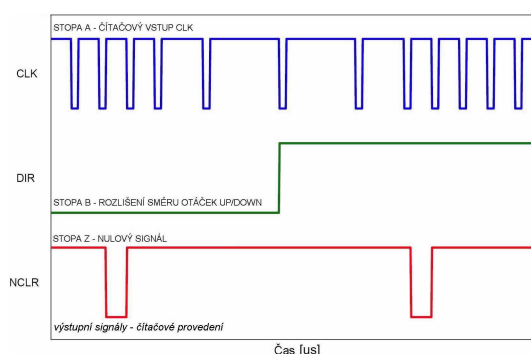 STOPA A - ČÍTAČOVÝ VSTUP CLK
CLK
DIR
STOPA B - ROZLIŠENÍ SMĚRU OTÁČEK UP/DOWN
STOPA Z - NULOVÝ SIGNÁL
NCLR
výstupní signály - čítačové provedení
Čas [us]